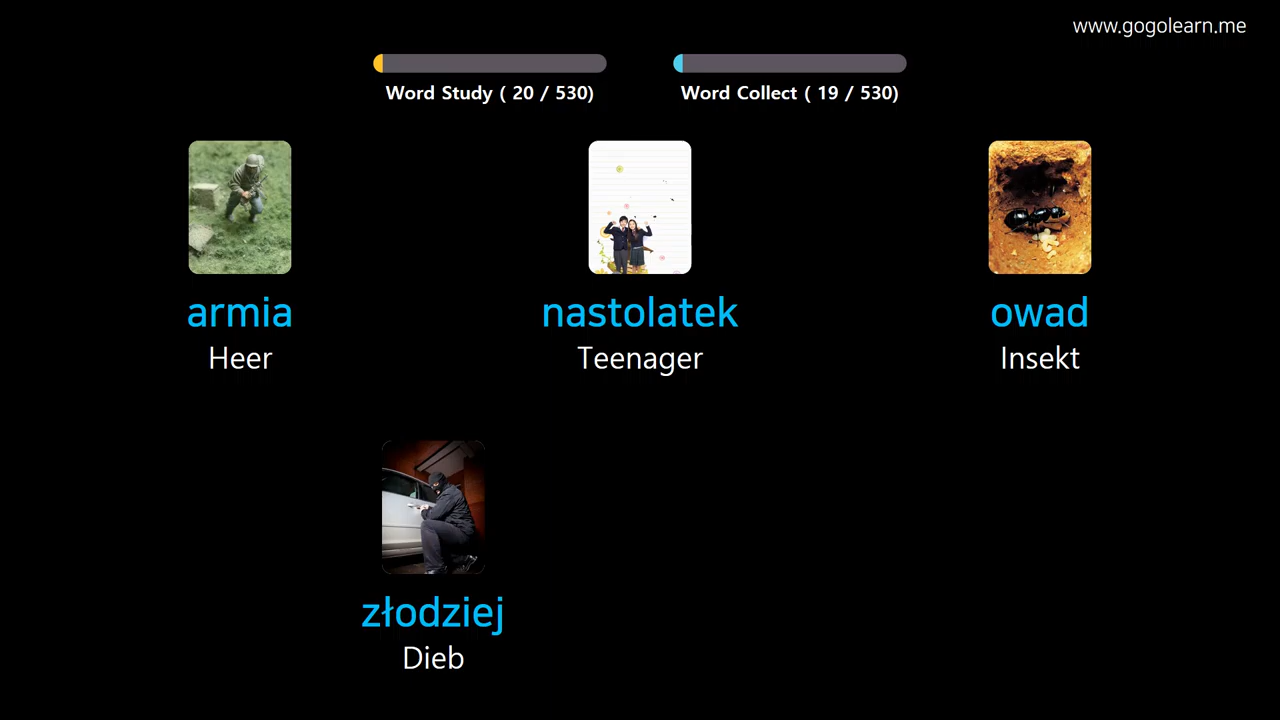 www.gogolearn.me
Word Study ( 20 / 530)
Word Collect ( 19 / 530)
armia
Heer
nastolatek
Teenager
owad
Insekt
złodziej
Dieb